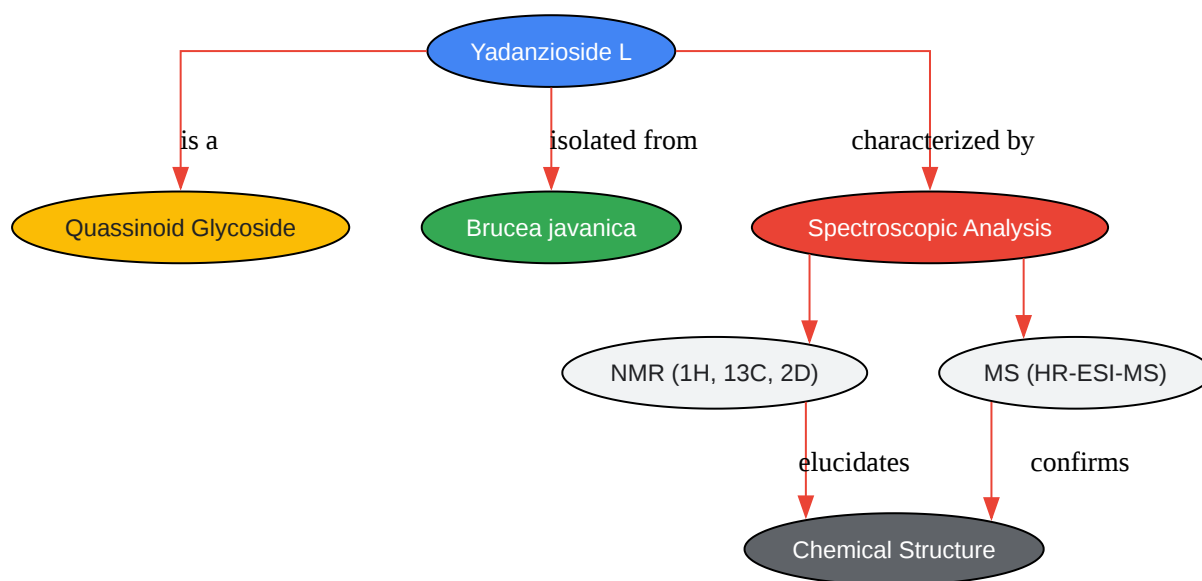 Yadanzioside L
is a
isolated from
characterized by
Quassinoid Glycoside
Brucea javanica
Spectroscopic Analysis
NMR (1H, 13C, 2D)
MS (HR-ESI-MS)
elucidates
confirms
Chemical Structure